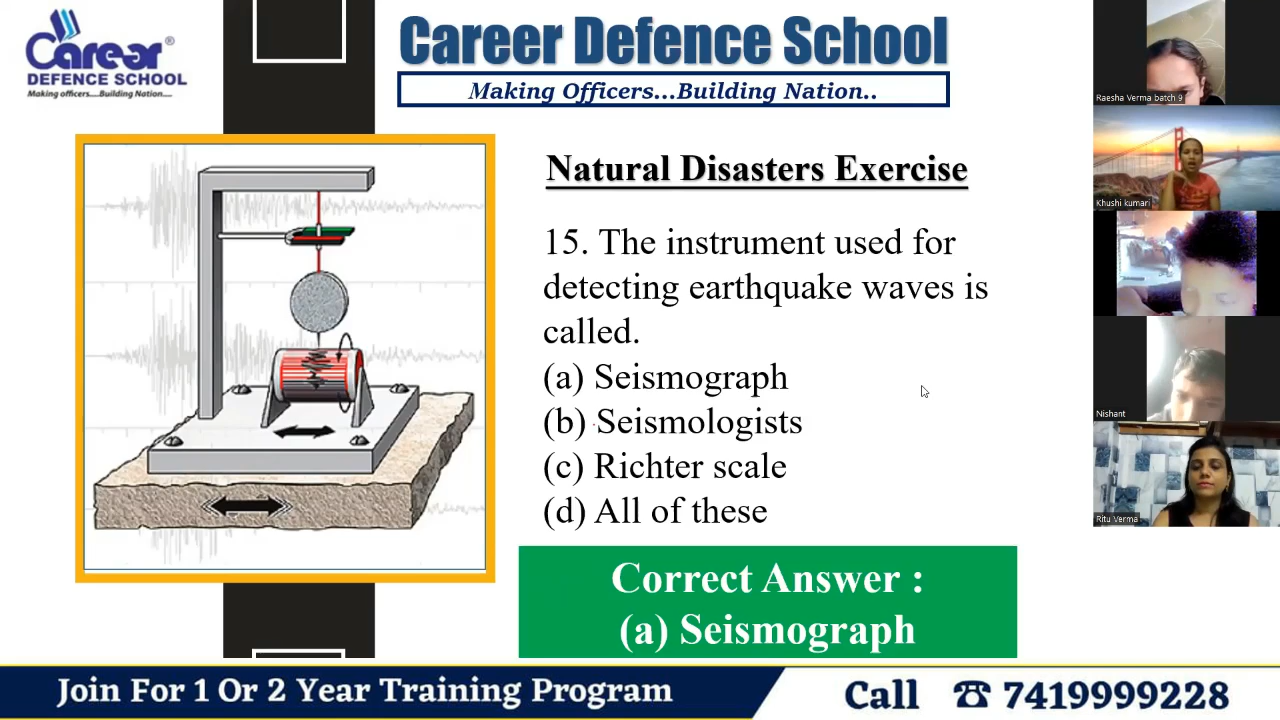 Career®
DEFENCE SCHOOL
Making officers....Building Nation....
Career Defence School
Making Officers...Building Nation..
Natural Disasters Exercise
15. The instrument used for
detecting earthquake waves is
called.
(a) Seismograph
(b) Seismologists
(c) Richter scale
(d) All of these
Correct Answer :
(a) Seismograph
Raesha Verma batch 9
Khushi kumari
Nishant
Ritu Verma
Join For 1 Or 2 Year Training Program
Call ☎ 7419999228